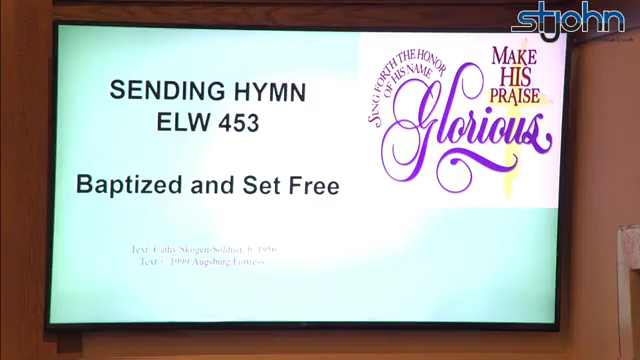 stjohn
SENDING HYMN
ELW 453
Baptized and Set Free
Text: Cathy Skogen-Soldner, b. 1956
Text © 1999 Augsburg Fortress
SING FORTH THE HONOR
OF HIS NAME
MAKE
HIS
PRAISE
Glorious